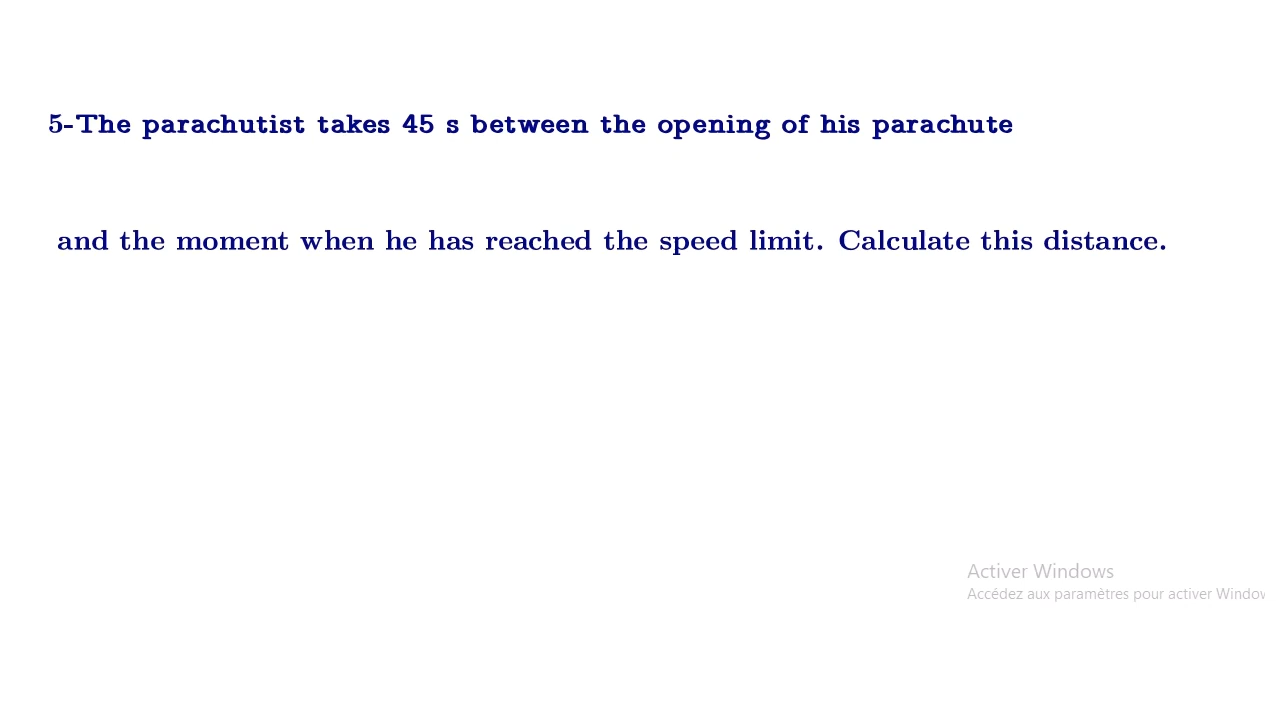 5-The parachutist takes 45 s between the opening of his parachute
and the moment when he has reached the speed limit. Calculate this distance.
Activer Windows
Accédez aux paramètres pour activer Window